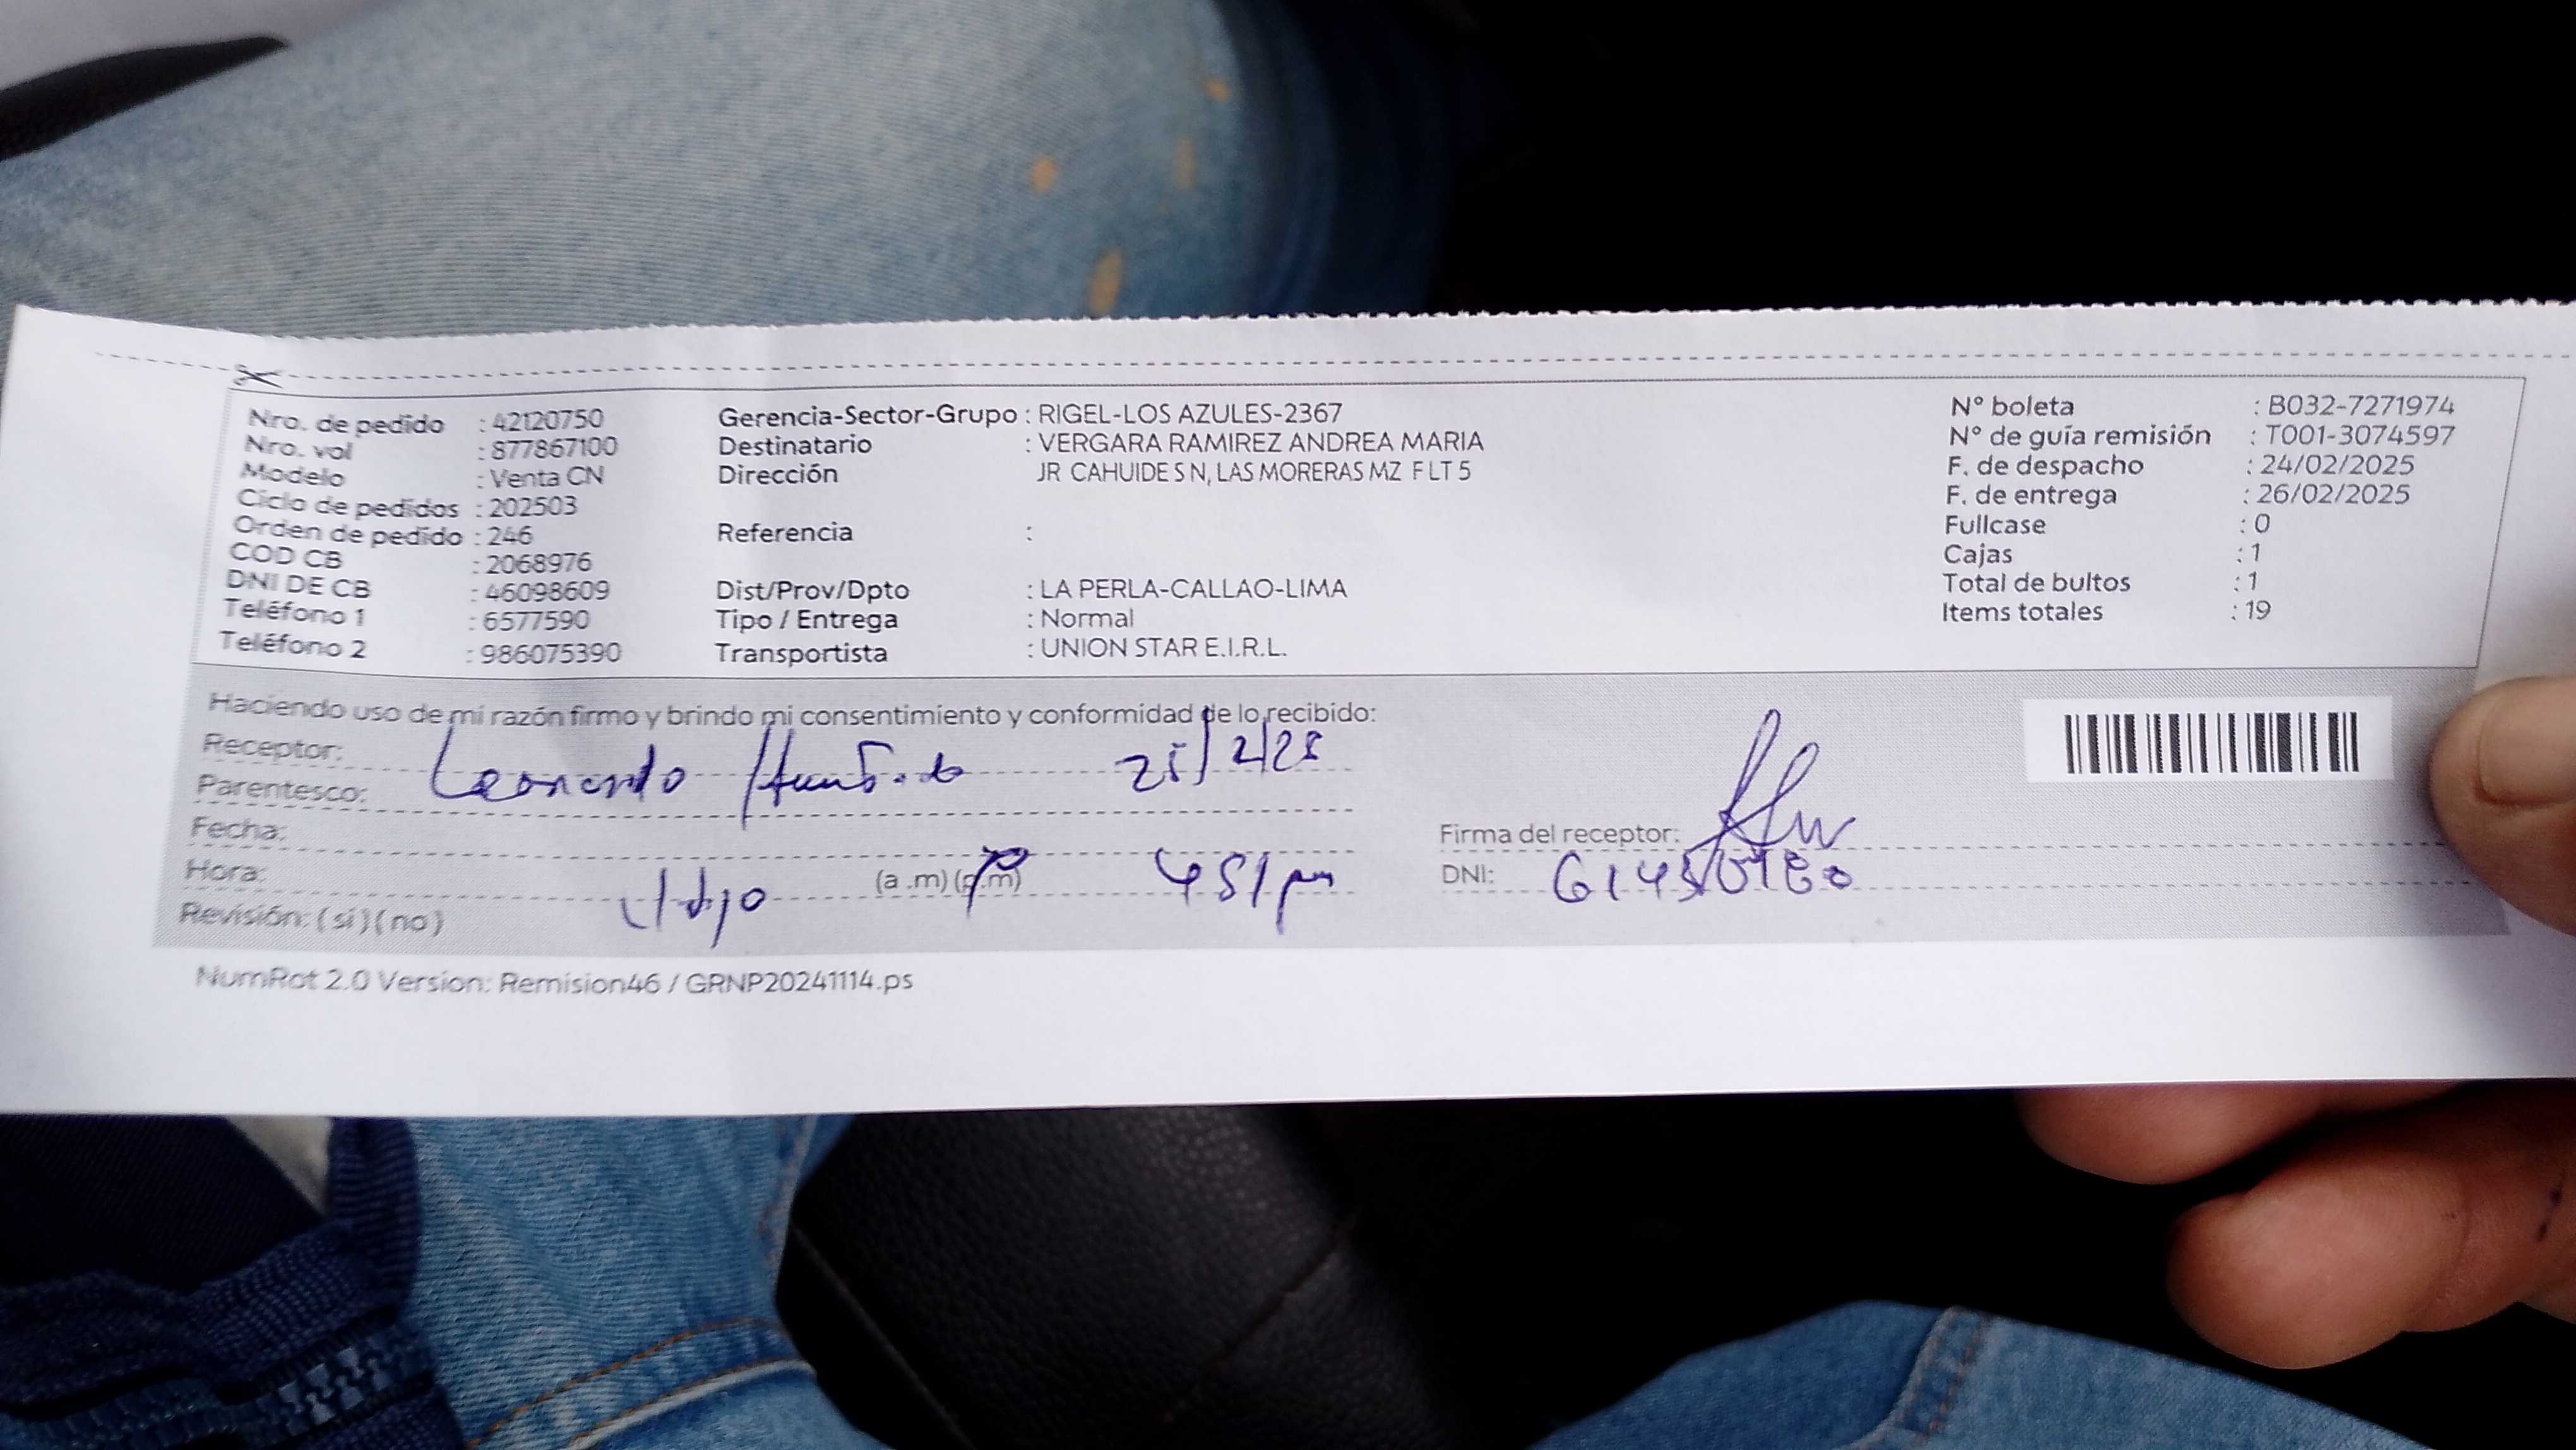 Nro. de pedido : 42120750
Nro. vol : 877867100
Modelo : Venta CN
Ciclo de pedidos : 202503
Orden de pedido : 246
COD CB : 2068976
DNI DE CB : 46098609
Teléfono 1 : 6577590
Teléfono 2 : 986075390
Gerencia-Sector-Grupo : RIGEL-LOS AZULES-2367
Destinatario : VERGARA RAMIREZ ANDREA MARIA
Dirección JR CAHUIDE S N, LAS MORERAS MZ F LT 5
Referencia :
Dist/Prov/Dpto : LA PERLA-CALLAO-LIMA
Tipo / Entrega : Normal
Transportista : UNION STAR E.I.R.L.
N° boleta : B032-7271974
N° de guía remisión : T001-3074597
F. de despacho : 24/02/2025
F. de entrega : 26/02/2025
Fullcase : 0
Cajas : 1
Total de bultos : 1
Items totales : 19
Haciendo uso de mi razón firmo y brindo mi consentimiento y conformidad de lo recibido:
Receptor: Leonardo 25/2/25
Parentesco:
Fecha:
Hora: (a .m) (p.m) 451pm
Revisión: ( si ) ( no )
Firma del receptor:
DNI:
NumRot 2.0 Version: Remision46 / GRNP20241114.ps